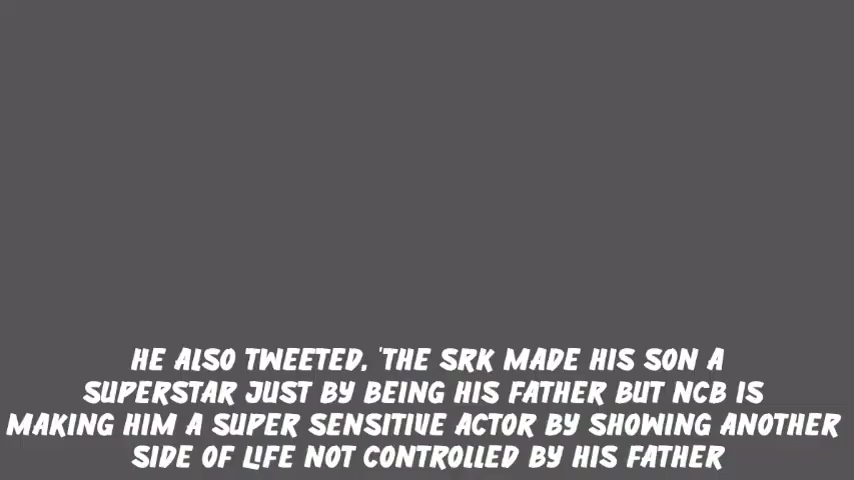 HE ALSO TWEETED, 'THE SRK MADE HIS SON A
SUPERSTAR JUST BY BEING HIS FATHER BUT NCB IS
MAKING HIM A SUPER SENSITIVE ACTOR BY SHOWING ANOTHER
SIDE OF LIFE NOT CONTROLLED BY HIS FATHER